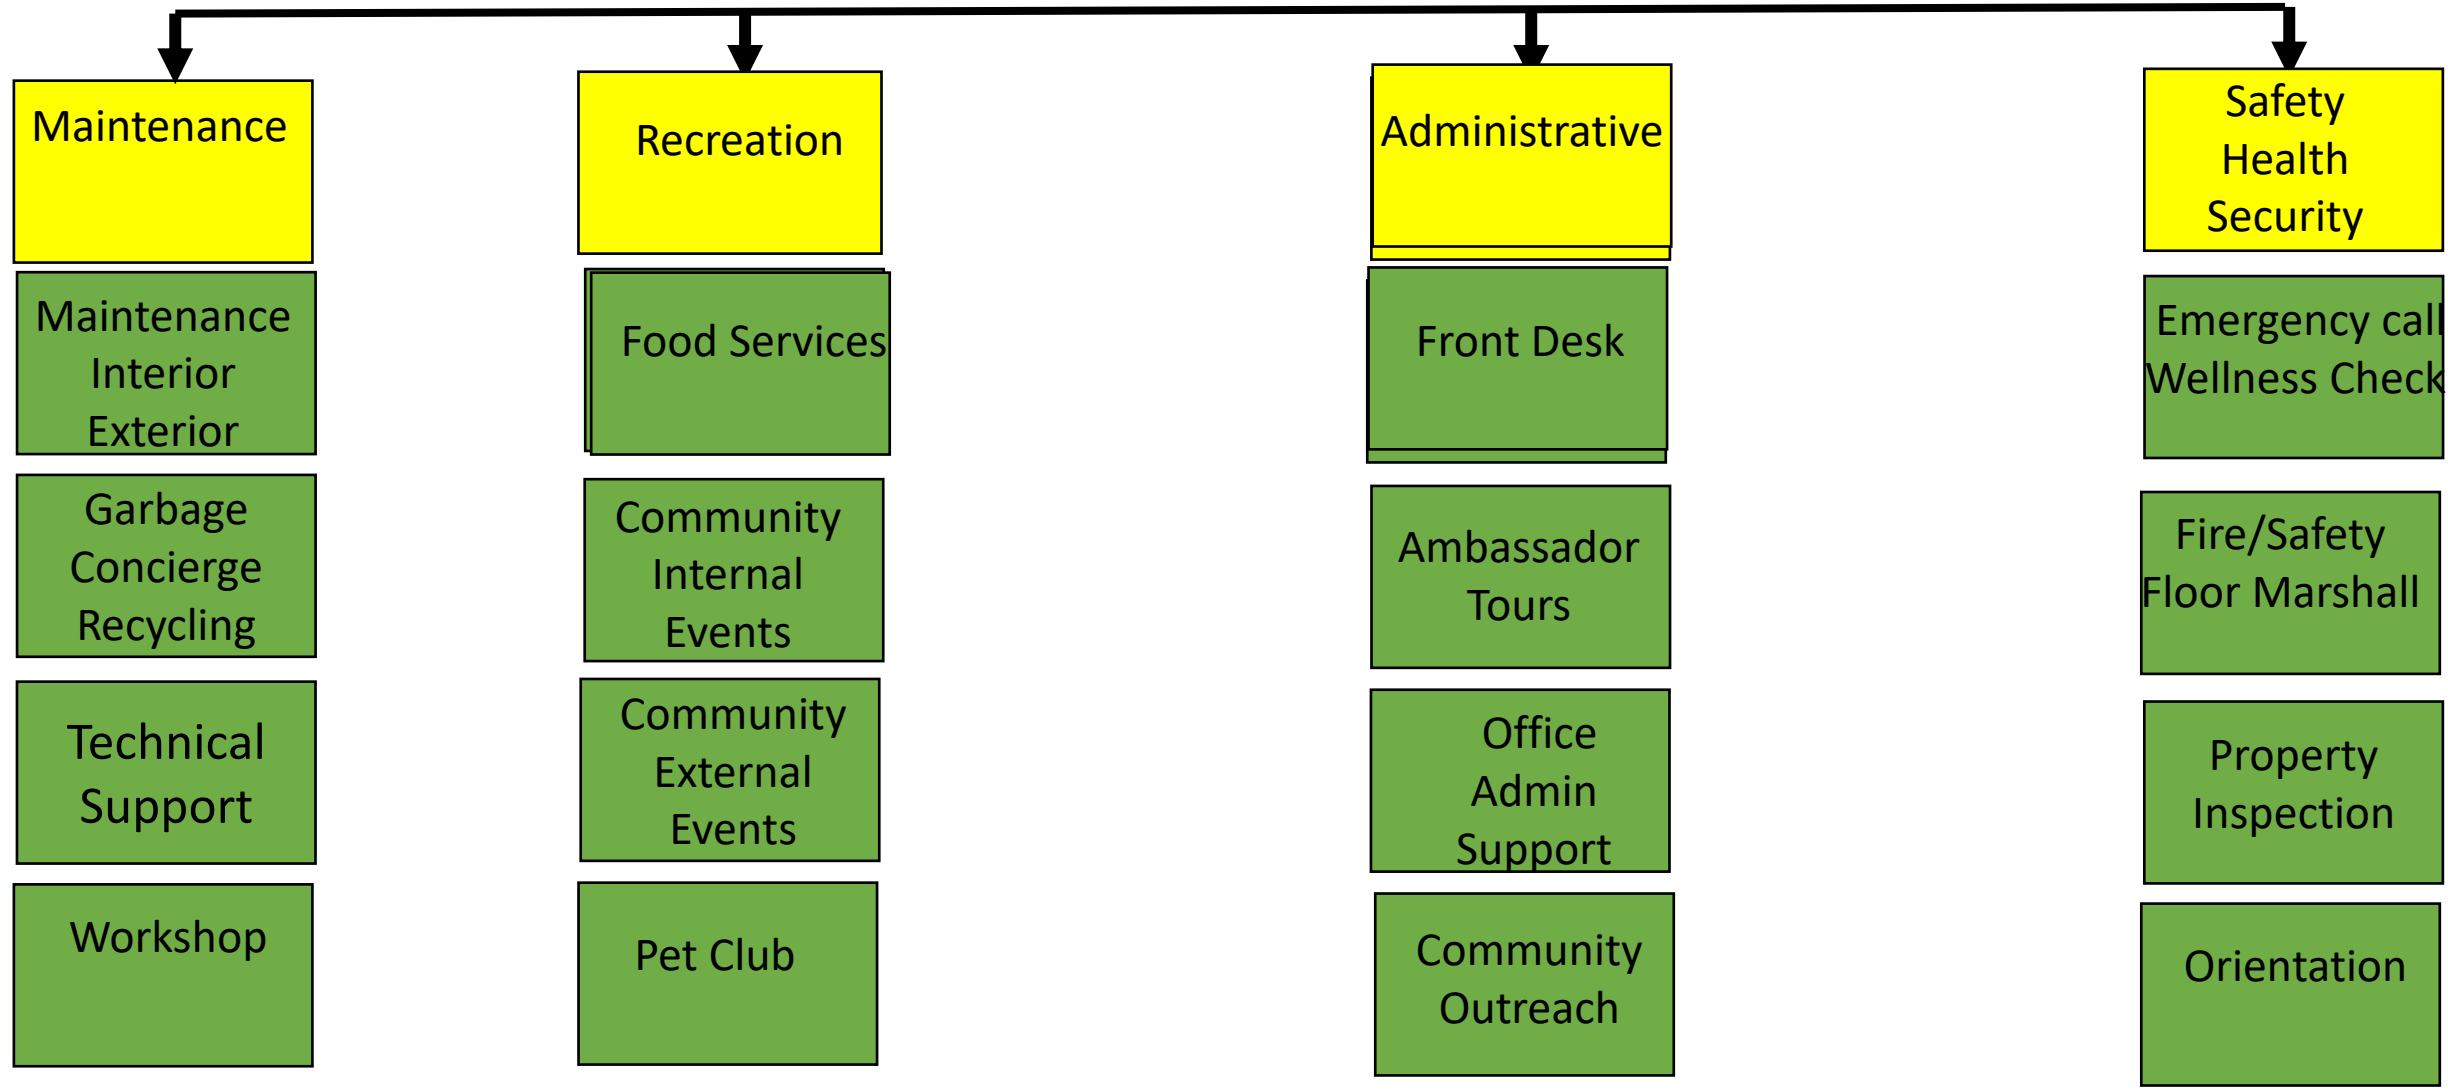 Maintenance
Recreation
Administrative
Safety
Health
Security
Maintenance
Interior
Exterior
Food Services
Front Desk
Emergency call
Wellness Check
Garbage
Concierge
Recycling
Community
Internal
Events
Ambassador
Tours
Fire/Safety
Floor Marshall
Technical
Support
Community
External
Events
Office
Admin
Support
Property
Inspection
Workshop
Pet Club
Community
Outreach
Orientation